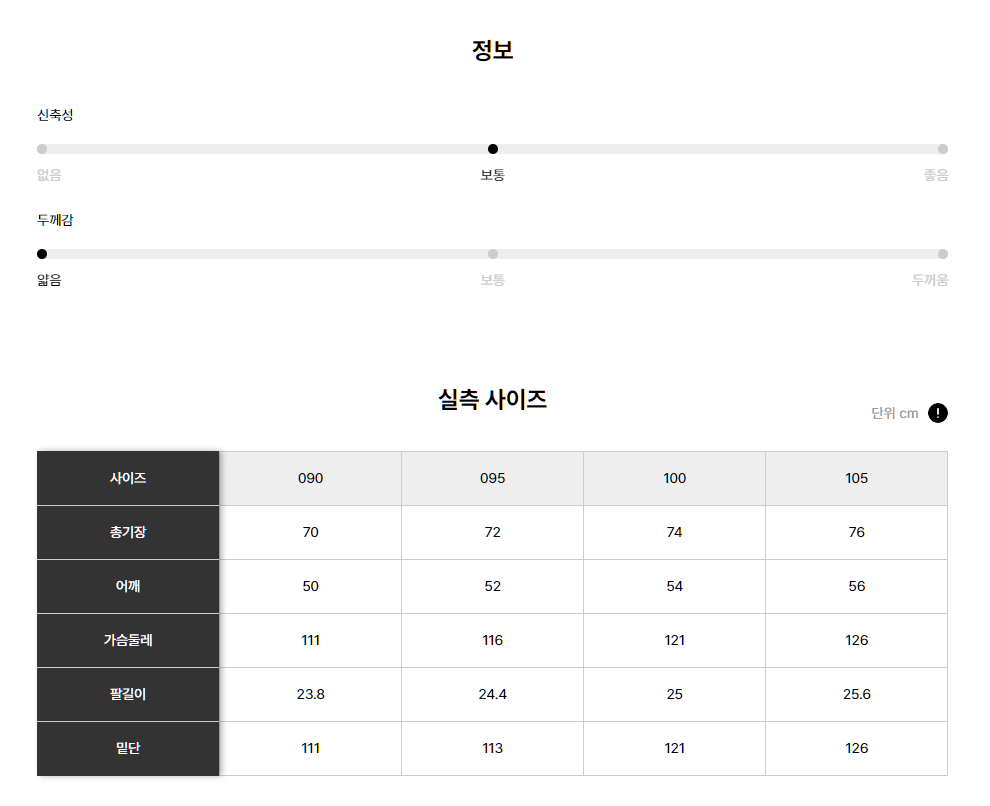 정보
신축성
없음 보통 좋음
두께감
얇음 보통 두꺼움
실측 사이즈
단위 cm !
사이즈 090 095 100 105
총기장 70 72 74 76
어깨 50 52 54 56
가슴둘레 111 116 121 126
팔길이 23.8 24.4 25 25.6
밑단 111 113 121 126